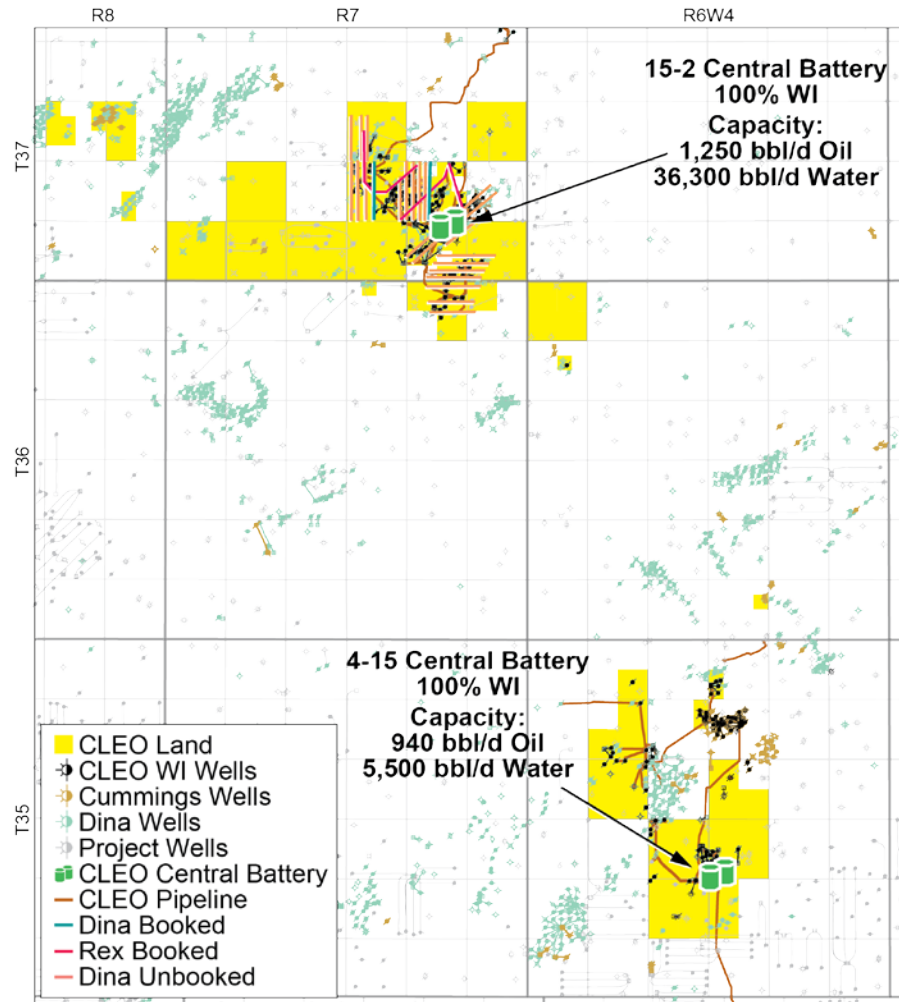 R8
R7
R6W4
15-2 Central Battery
100% WI
Capacity:
1,250 bbl/d Oil
36,300 bbl/d Water
T37
T36
4-15 Central Battery
100% WI
Capacity:
940 bbl/d Oil
5,500 bbl/d Water
T35
CLEO Land
CLEO WI Wells
Cummings Wells
Dina Wells
Project Wells
CLEO Central Battery
CLEO Pipeline
Dina Booked
Rex Booked
Dina Unbooked